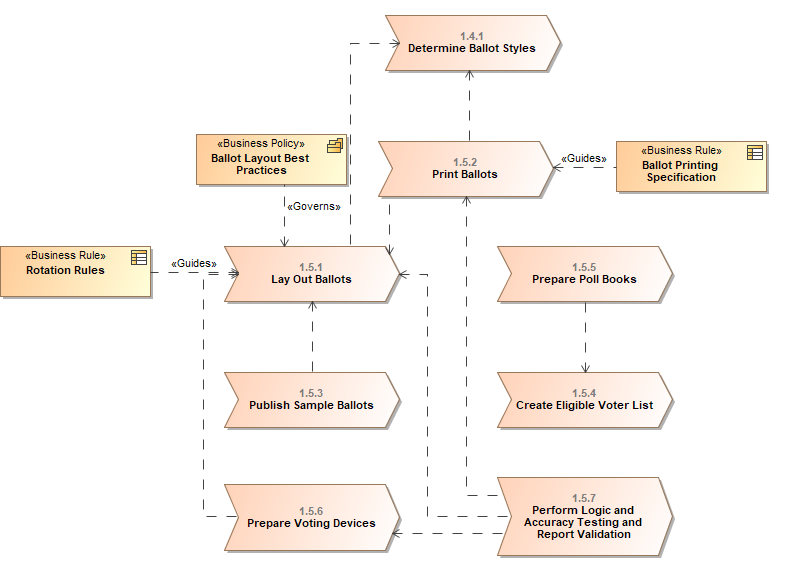 1.4.1
Determine Ballot Styles
«Business Policy»
Ballot Layout Best
Practices
1.5.2
Print Ballots
«Guides»
«Business Rule»
Ballot Printing
Specification
«Governs»
«Business Rule»
Rotation Rules
«Guides»
1.5.1
Lay Out Ballots
1.5.5
Prepare Poll Books
1.5.3
Publish Sample Ballots
1.5.4
Create Eligible Voter List
1.5.6
Prepare Voting Devices
1.5.7
Perform Logic and
Accuracy Testing and
Report Validation